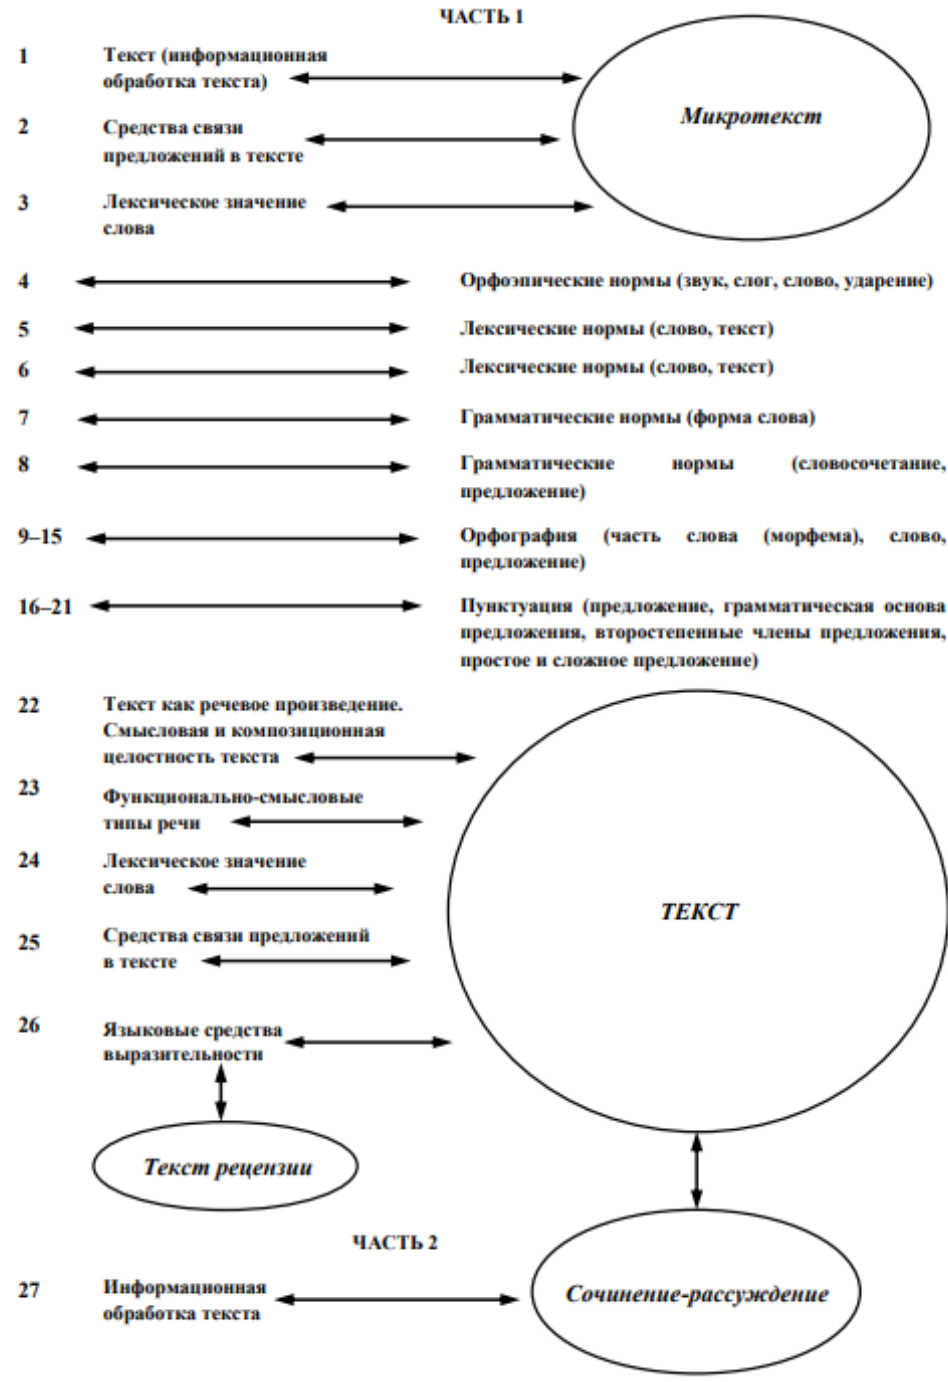 ЧАСТЬ 1
1 Текст (информационная
обработка текста)
Микротекст
2 Средства связи
предложений в тексте
3 Лексическое значение
слова
4 Орфоэпические нормы (звук, слог, слово, ударение)
5 Лексические нормы (слово, текст)
6 Лексические нормы (слово, текст)
7 Грамматические нормы (форма слова)
8 Грамматические нормы (словосочетание,
предложение)
9–15 Орфография (часть слова (морфема), слово,
предложение)
16–21 Пунктуация (предложение, грамматическая основа
предложения, второстепенные члены предложения,
простое и сложное предложение)
22 Текст как речевое произведение.
Смысловая и композиционная
целостность текста
23 Функционально-смысловые
типы речи
24 Лексическое значение
слова
ТЕКСТ
25 Средства связи предложений
в тексте
26 Языковые средства
выразительности
Текст рецензии
ЧАСТЬ 2
27 Информационная
обработка текста
Сочинение-рассуждение